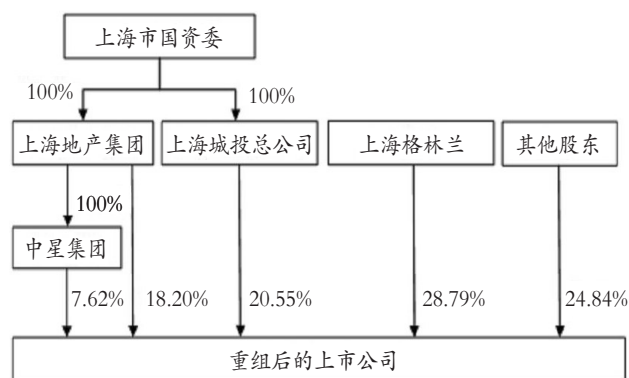 上海市国资委
100%
100%
上海地产集团
上海城投总公司
上海格林兰
其他股东
100%
中星集团
7.62%
18.20%
20.55%
28.79%
24.84%
重组后的上市公司